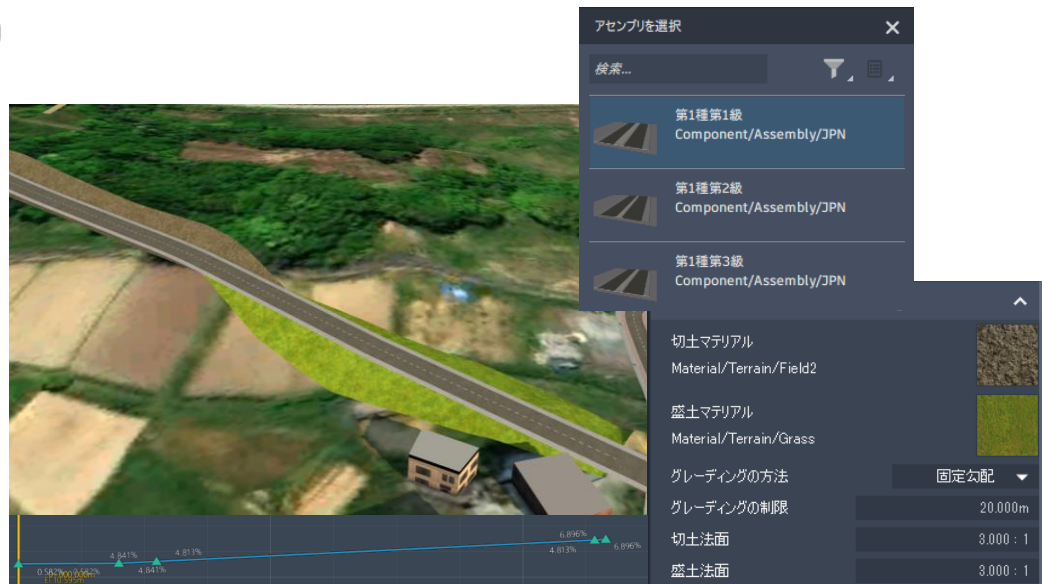 アセンブリを選択
検索...
第1種第1級
Component/Assembly/JPN
第1種第2級
Component/Assembly/JPN
第1種第3級
Component/Assembly/JPN
切土マテリアル
Material/Terrain/Field2
盛土マテリアル
Material/Terrain/Grass
グレーディングの方法 固定勾配
グレーディングの制限 20.000m
切土法面 3.000 : 1
盛土法面 3.000 : 1
6.896%
4.841% 4.813% 4.813% 6.896%
0.582% 0.582% 4.841%